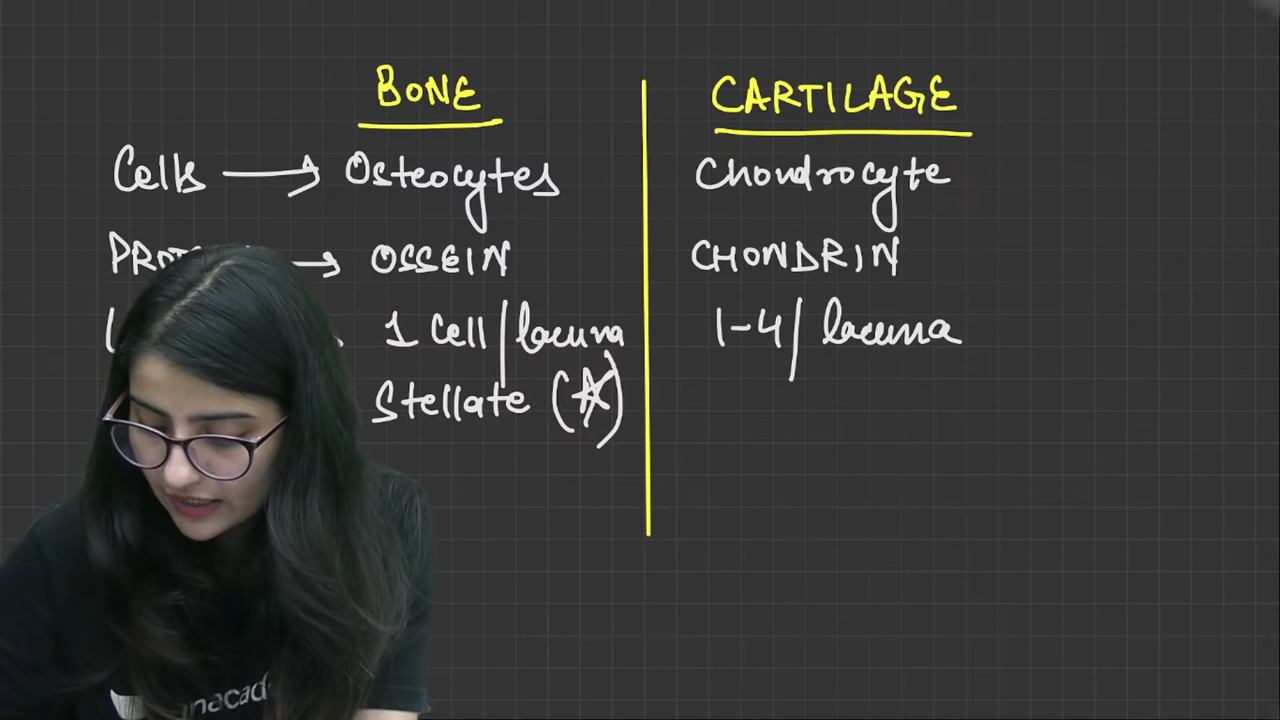 BONE CARTILAGE
Cells → Osteocytes Chondrocyte
→ OSSEIN CHONDRIN
1 Cell/lacuna 1-4/lacuna
Stellate (☆)